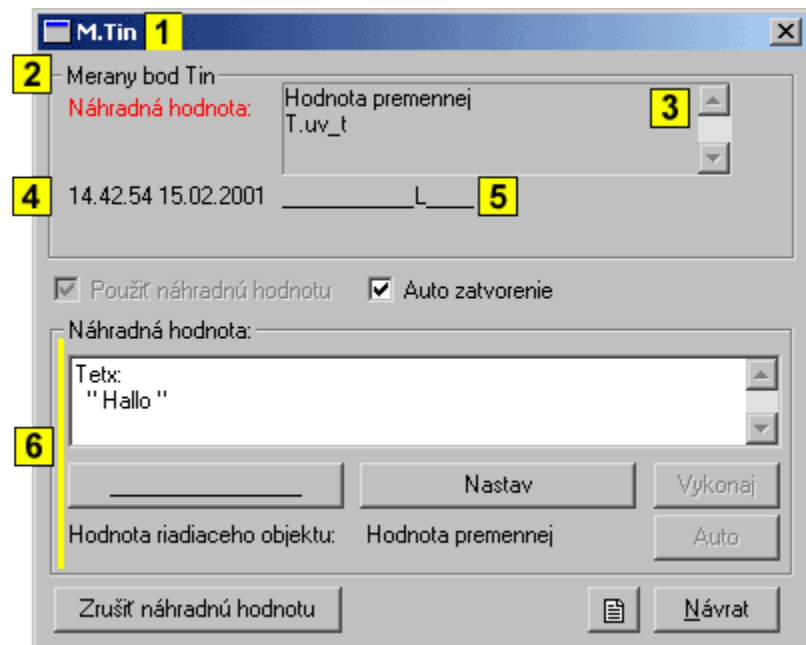 M.Tin 1
2 Merany bod Tin
Náhradná hodnota: Hodnota premennej 3
T.uv_t
4 14.42.54 15.02.2001 ___________L____ 5
Použiť náhradnú hodnotu Auto zatvorenie
Náhradná hodnota:
Tetx:
" Hallo "
6
________________ Nastav Vykonaj
Hodnota riadiaceho objektu: Hodnota premennej Auto
Zrušiť náhradnú hodnotu Návrat